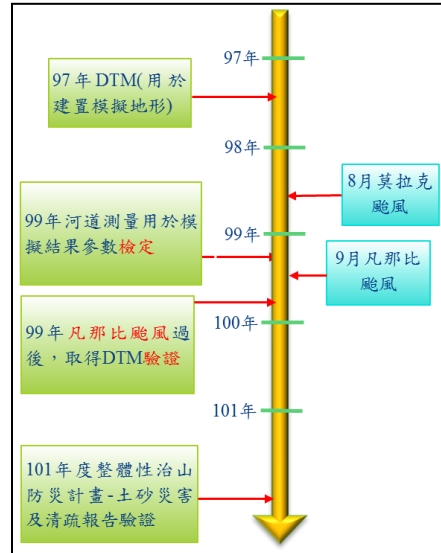 97年
97年DTM(用於
建置模擬地形)
98年
8月莫拉克
颱風
99年河道測量用於模
擬結果參數檢定
99年
9月凡那比
颱風
99年凡那比颱風過
後，取得DTM驗證
100年
101年
101年度整體性治山
防災計畫-土砂災害
及清疏報告驗證